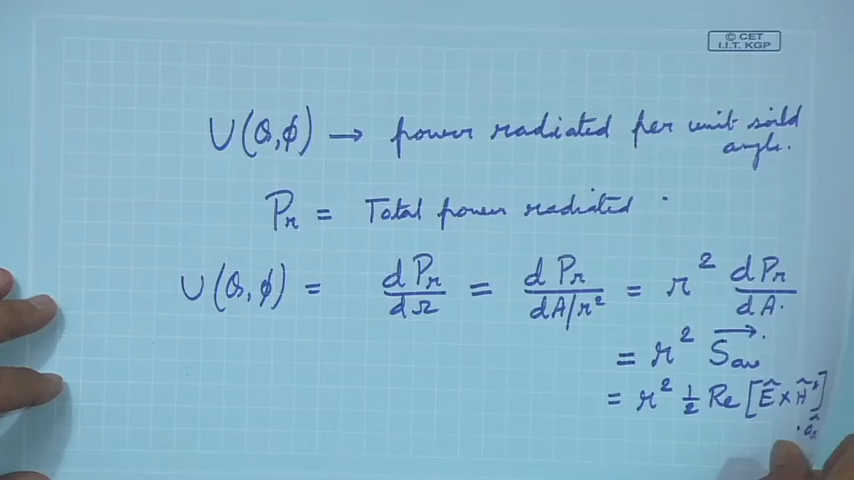 © CET
I.I.T. KGP
U(θ,φ) → power radiated per unit solid
angle.
Pr = Total power radiated.
U(θ,φ) = dPr/dΩ = dPr/(dA/r²) = r² dPr/dA.
= r² S⃗av
= r² ½ Re [Ê × Ĥ*]
· âr